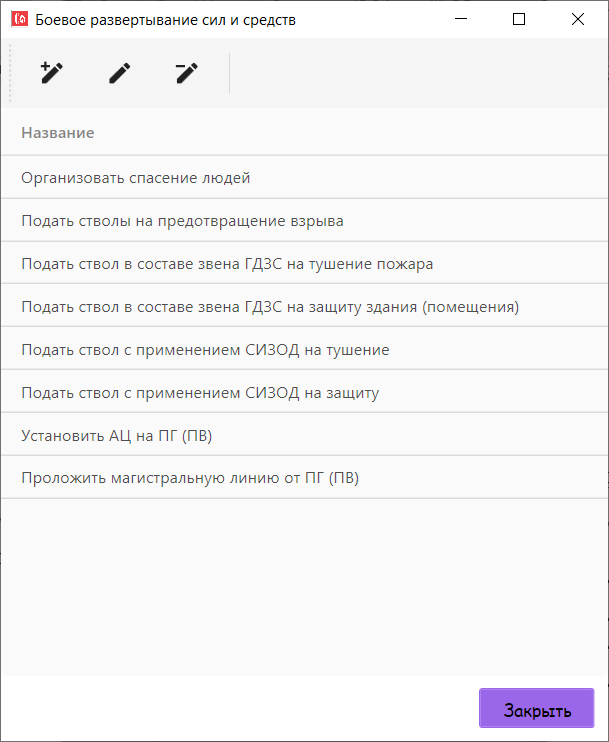 Боевое развертывание сил и средств
Название
Организовать спасение людей
Подать стволы на предотвращение взрыва
Подать ствол в составе звена ГДЗС на тушение пожара
Подать ствол в составе звена ГДЗС на защиту здания (помещения)
Подать ствол с применением СИЗОД на тушение
Подать ствол с применением СИЗОД на защиту
Установить АЦ на ПГ (ПВ)
Проложить магистральную линию от ПГ (ПВ)
Закрыть